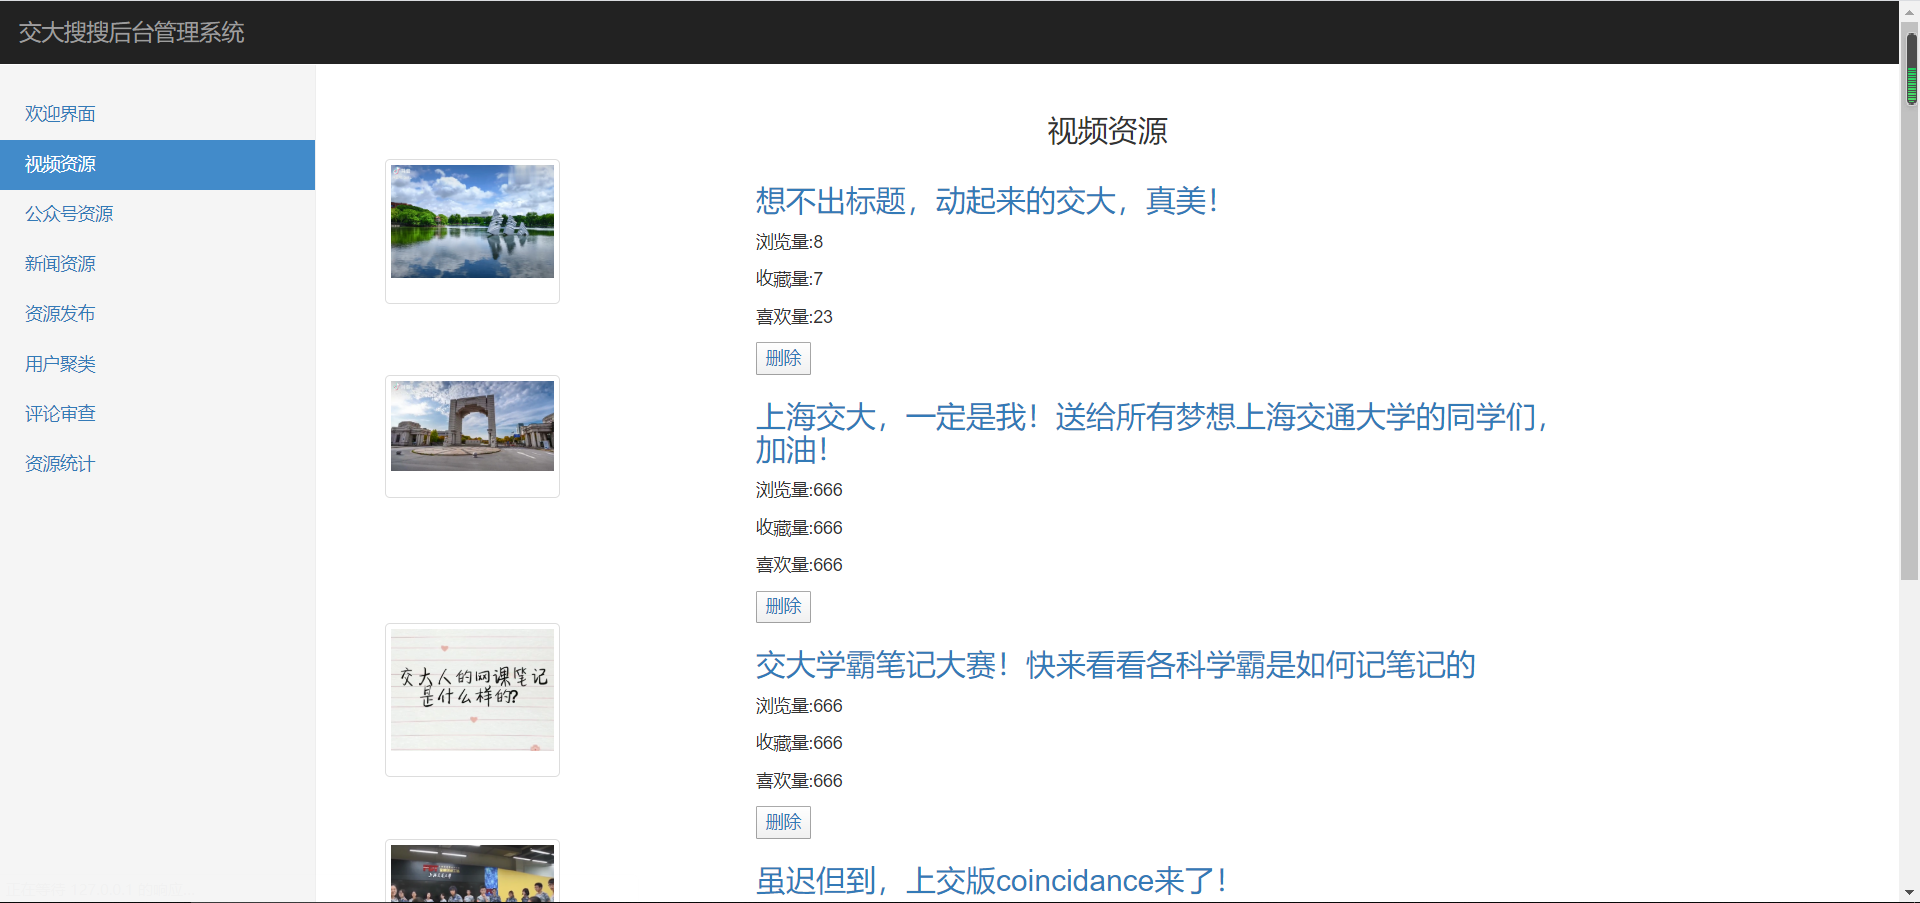 交大搜搜后台管理系统
欢迎界面
视频资源
公众号资源
新闻资源
资源发布
用户聚类
评论审查
资源统计
视频资源
想不出标题，动起来的交大，真美！
浏览量:8
收藏量:7
喜欢量:23
删除
上海交大，一定是我！送给所有梦想上海交通大学的同学们，
加油！
浏览量:666
收藏量:666
喜欢量:666
删除
交大人的网课笔记
是什么样的?
交大学霸笔记大赛！快来看看各科学霸是如何记笔记的
浏览量:666
收藏量:666
喜欢量:666
删除
虽迟但到，上交版coincidance来了！